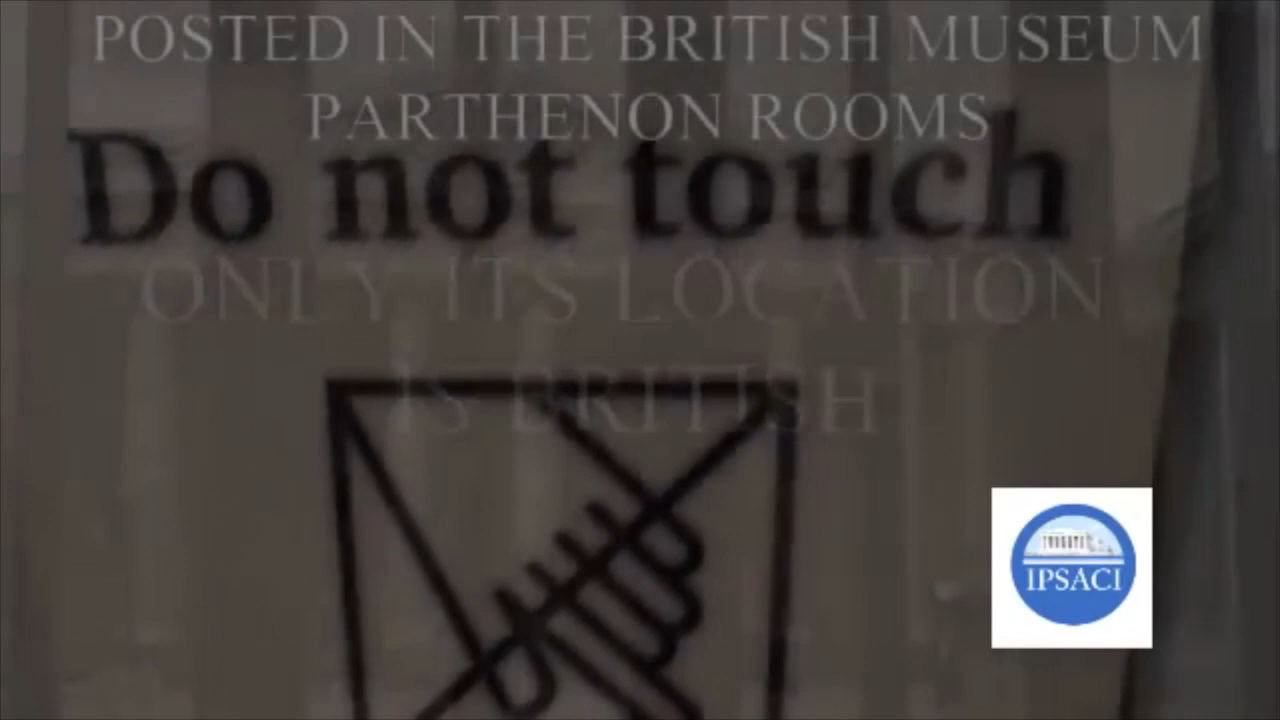 POSTED IN THE BRITISH MUSEUM
PARTHENON ROOMS
Do not touch
ONLY ITS LOCATION
IS BRITISH
IPSACI